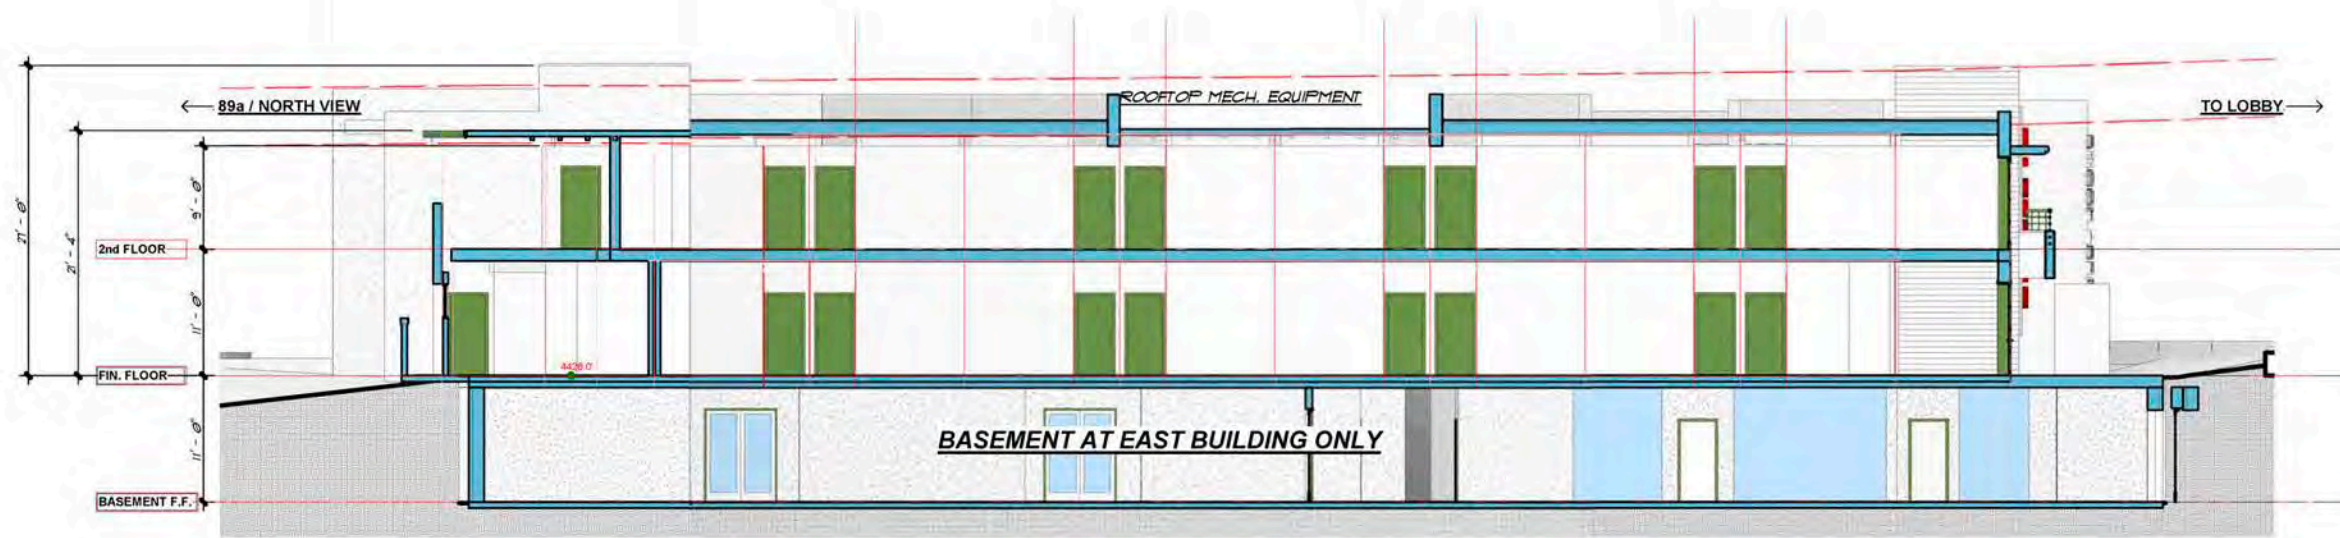 ← 89a / NORTH VIEW
ROOFTOP MECH. EQUIPMENT
TO LOBBY →
27' - 0"
21' - 4"
9' - 0"
2nd FLOOR
11' - 0"
4426.0'
FIN. FLOOR
11' - 0"
BASEMENT AT EAST BUILDING ONLY
BASEMENT F.F.